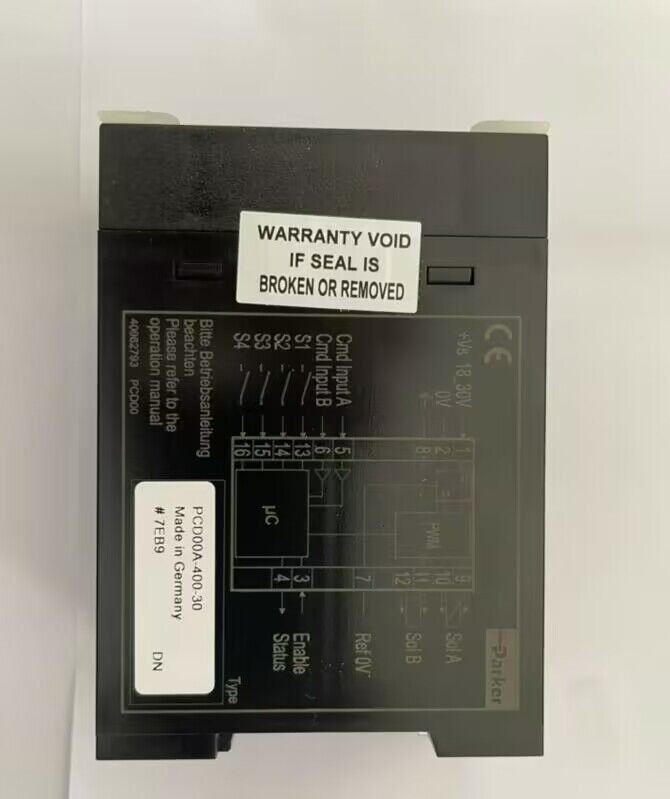 WARRANTY VOID
IF SEAL IS
BROKEN OR REMOVED
CE
+Vs 18 30V
0V
Cmd Input A
Cmd Input B
S1
S2
S3
S4
Bitte Betriebsanleitung
beachten
Please refer to the
operation manual
40082793 PCD00
1
2
8
5
6
13
14
15
16
PWM
µC
9
10
11
12
7
3
4
Sol A
Sol B
Ref 0V
Enable
Status
Parker
Type
PCD00A-400-30
Made in Germany
# 7EB9 DN